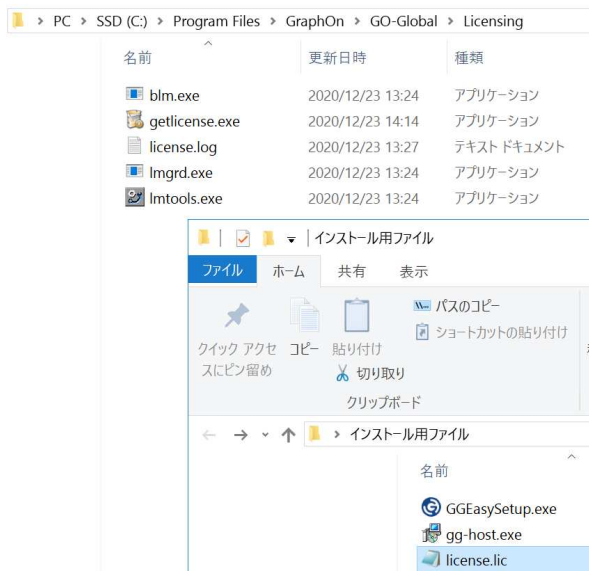 > PC > SSD (C:) > Program Files > GraphOn > GO-Global > Licensing
名前 更新日時 種類
blm.exe 2020/12/23 13:24 アプリケーション
getlicense.exe 2020/12/23 14:14 アプリケーション
license.log 2020/12/23 13:27 テキスト ドキュメント
lmgrd.exe 2020/12/23 13:24 アプリケーション
lmtools.exe 2020/12/23 13:24 アプリケーション
インストール用ファイル
ファイル ホーム 共有 表示
クイック アクセ
スにピン留め
コピー
貼り付け
パスのコピー
ショートカットの貼り付け
切り取り
クリップボード
> インストール用ファイル
名前
GGEasySetup.exe
gg-host.exe
license.lic